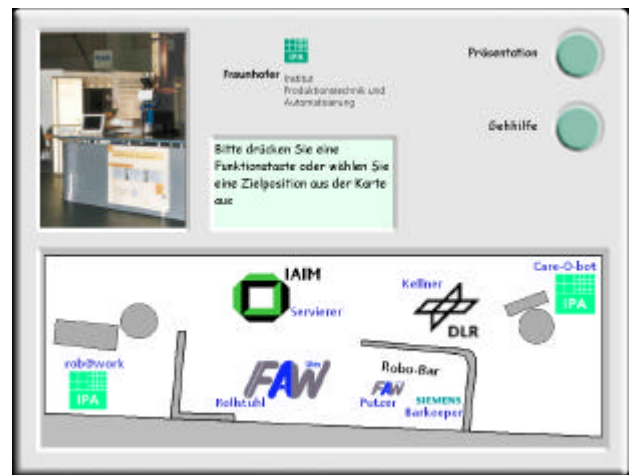 Präsentation
IPA
Fraunhofer Institut
Produktionstechnik und
Automatisierung
Gehhilfe
Bitte drücken Sie eine
Funktionstaste oder wählen Sie
eine Zielposition aus der Karte
aus
Care-O-bot
IPA
IAIM
Servierer
Kellner
DLR
rob@work
IPA
FAW Ulm
Rollstuhl
Robo-Bar
FAW
Putzer
SIEMENS
Barkeeper